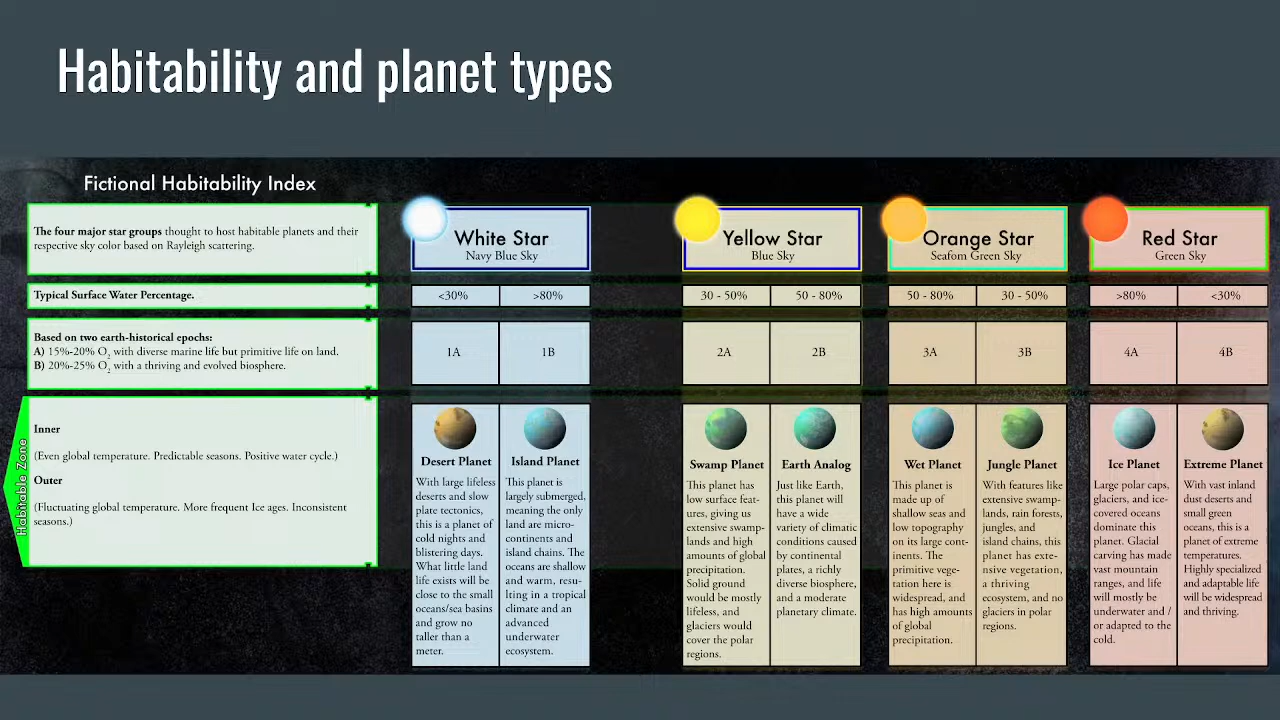 Habitability and planet types
Fictional Habitability Index
The four major star groups thought to host habitable planets and their
respective sky color based on Rayleigh scattering.
White Star
Navy Blue Sky
Yellow Star
Blue Sky
Orange Star
Seafom Green Sky
Red Star
Green Sky
Typical Surface Water Percentage.
<30%
>80%
30 - 50%
50 - 80%
50 - 80%
30 - 50%
>80%
<30%
Based on two earth-historical epochs:
A) 15%-20% O2 with diverse marine life but primitive life on land.
B) 20%-25% O2 with a thriving and evolved biosphere.
1A
1B
2A
2B
3A
3B
4A
4B
Habitable Zone
Inner
(Even global temperature. Predictable seasons. Positive water cycle.)
Outer
(Fluctuating global temperature. More frequent Ice ages. Inconsistent
seasons.)
Desert Planet
With large lifeless
deserts and slow
plate tectonics,
this is a planet of
cold nights and
blistering days.
What little land
life exists will be
close to the small
oceans/sea basins
and grow no
taller than a
meter.
Island Planet
This planet is
largely submerged,
meaning the only
land are micro-
continents and
island chains. The
oceans are shallow
and warm, resu-
lting in a tropical
climate and an
advanced
underwater
ecosystem.
Swamp Planet
This planet has
low surface feat-
ures, giving us
extensive swamp-
lands and high
amounts of global
precipitation.
Solid ground
would be mostly
lifeless, and
glaciers would
cover the polar
regions.
Earth Analog
Just like Earth,
this planet will
have a wide
variety of climatic
conditions caused
by continental
plates, a richly
diverse biosphere,
and a moderate
planetary climate.
Wet Planet
This planet is
made up of
shallow seas and
low topography
on its large cont-
inents. The
primitive vege-
tation here is
widespread, and
has high amounts
of global
precipitation.
Jungle Planet
With features like
extensive swamp-
lands, rain forests,
jungles, and
island chains, this
planet has exte-
nsive vegetation,
a thriving
ecosystem, and no
glaciers in polar
regions.
Ice Planet
Large polar caps,
glaciers, and ice-
covered oceans
dominate this
planet. Glacial
carving has made
vast mountain
ranges, and life
will mostly be
underwater and /
or adapted to the
cold.
Extreme Planet
With vast inland
dust deserts and
small green
oceans, this is a
planet of extreme
temperatures.
Highly specialized
and adaptable life
will be widespread
and thriving.